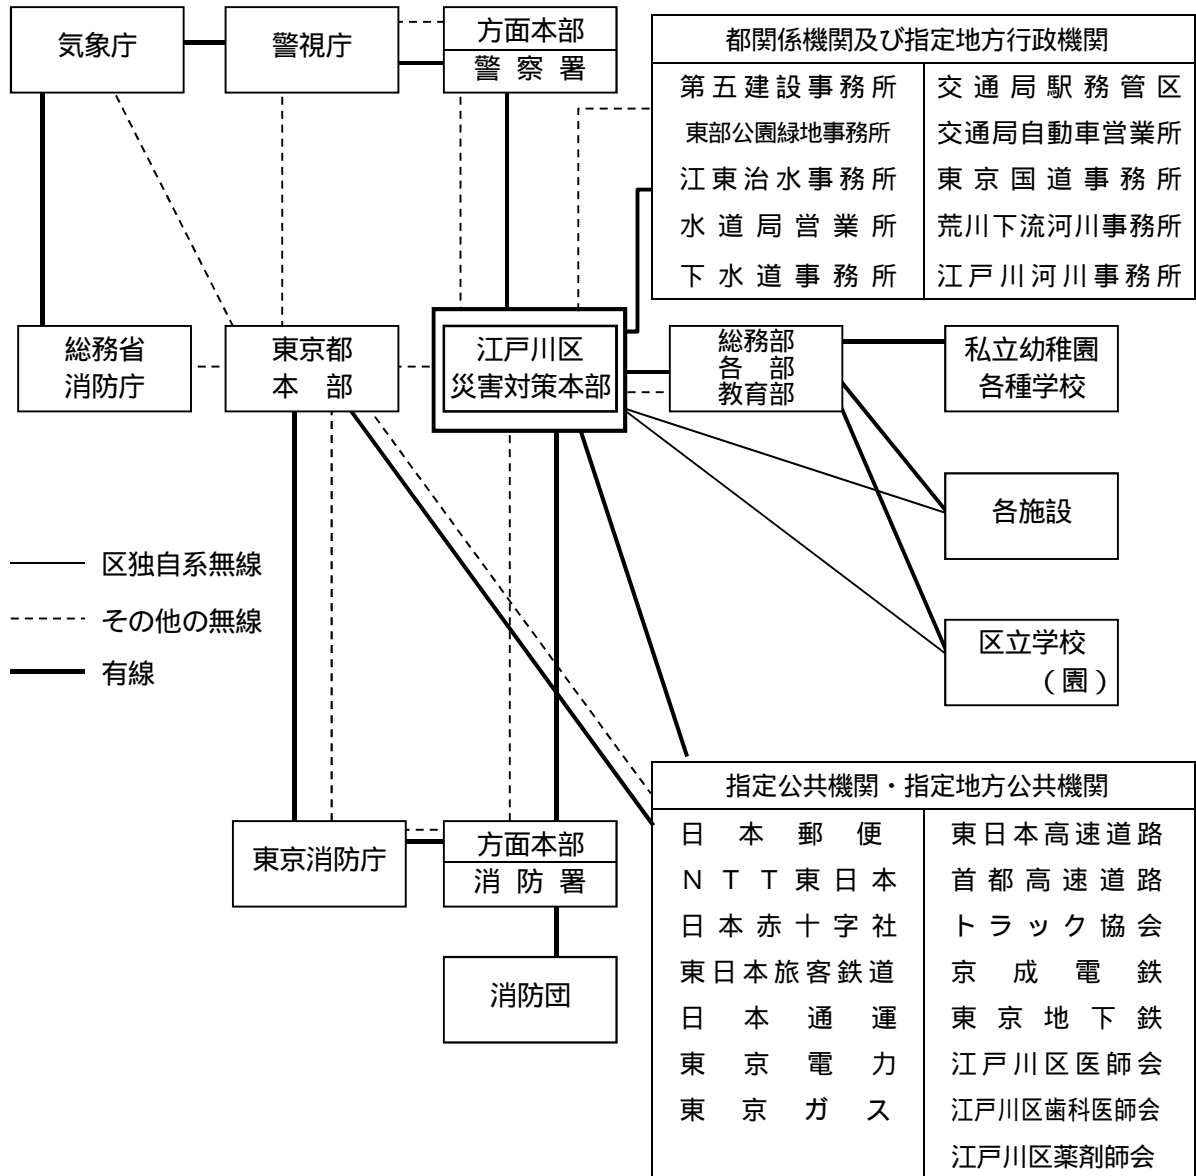 気象庁
警視庁
方面本部
警察署
都関係機関及び指定地方行政機関
第五建設事務所
交通局駅務管区
東部公園緑地事務所
交通局自動車営業所
江東治水事務所
東京国道事務所
水道局営業所
荒川下流河川事務所
下水道事務所
江戸川河川事務所
総務省
消防庁
東京都
本部
江戸川区
災害対策本部
総務部
各部
教育部
私立幼稚園
各種学校
各施設
区立学校
(園)
区独自系無線
その他の無線
有線
東京消防庁
方面本部
消防署
消防団
指定公共機関・指定地方公共機関
日本郵便
東日本高速道路
NTT東日本
首都高速道路
日本赤十字社
トラック協会
東日本旅客鉄道
京成電鉄
日本通運
東京地下鉄
東京電力
江戸川区医師会
東京ガス
江戸川区歯科医師会
江戸川区薬剤師会